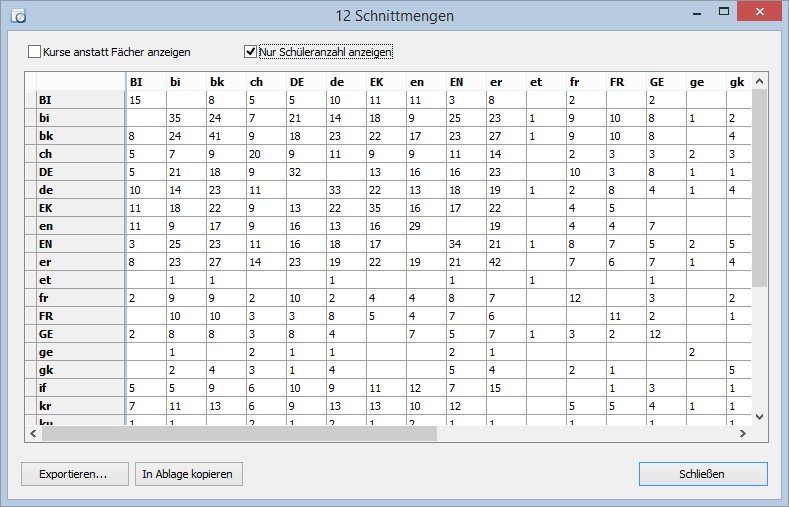 12 Schnittmengen
Kurse anstatt Fächer anzeigen Nur Schüleranzahl anzeigen
BI bi bk ch DE de EK en EN er et fr FR GE ge gk
BI 15 8 5 5 10 11 11 3 8 2 2
bi 35 24 7 21 14 18 9 25 23 1 9 10 8 1 2
bk 8 24 41 9 18 23 22 17 23 27 1 9 10 8 4
ch 5 7 9 20 9 11 9 9 11 14 2 3 3 2 3
DE 5 21 18 9 32 13 16 16 23 10 3 8 1 1
de 10 14 23 11 33 22 13 18 19 1 2 8 4 1 4
EK 11 18 22 9 13 22 35 16 17 22 4 5
en 11 9 17 9 16 13 16 29 19 4 4 7
EN 3 25 23 11 16 18 17 34 21 1 8 7 5 2 5
er 8 23 27 14 23 19 22 19 21 42 7 6 7 1 4
et 1 1 1 1 1 1
fr 2 9 9 2 10 2 4 4 8 7 12 3 2
FR 10 10 3 3 8 5 4 7 6 11 2 1
GE 2 8 8 3 8 4 7 5 7 1 3 2 12
ge 1 2 1 1 2 1 2
gk 2 4 3 1 4 5 4 2 1 5
if 5 5 9 6 10 9 11 12 7 15 1 3 1
kr 7 11 13 6 9 13 13 10 12 5 5 4 1 1
ku 1 1 2 1 2 1 2 1 1 1 1 1
Exportieren... In Ablage kopieren Schließen